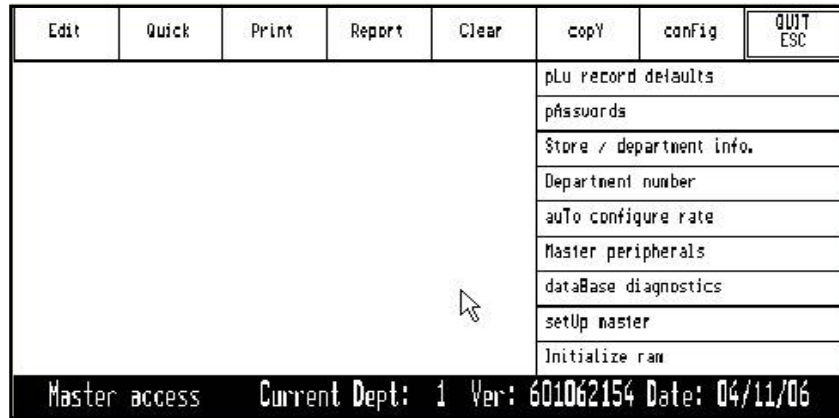 Edit Quick Print Report Clear copY conFig QUIT
ESC
pLu record defaults
pAsswords
Store / department info.
Department number
auTo configure rate
Master peripherals
dataBase diagnostics
setUp master
Initialize ram
Master access Current Dept: 1 Ver: 601062154 Date: 04/11/06